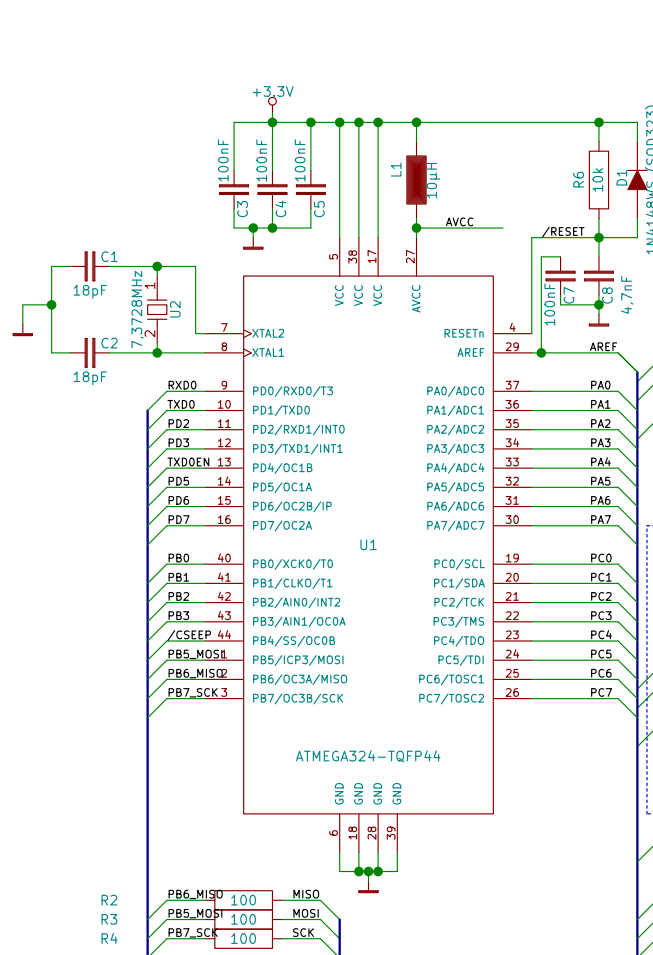 +3.3V
100nF
100nF
100nF
C3
C4
C5
L1
10µH
AVCC
R6
10k
D1
1N4148WS (SOD323)
/RESET
5
38
17
27
VCC
VCC
VCC
AVCC
C1
18pF
C2
18pF
7.3728MHz
1
2
U2
100nF
C7
C8
4.7nF
7 XTAL2
8 XTAL1
RESETn 4
AREF 29 AREF
RXD0 9 PD0/RXD0/T3
TXD0 10 PD1/TXD0
PD2 11 PD2/RXD1/INT0
PD3 12 PD3/TXD1/INT1
TXD0EN 13 PD4/OC1B
PD5 14 PD5/OC1A
PD6 15 PD6/OC2B/IP
PD7 16 PD7/OC2A
PA0/ADC0 37 PA0
PA1/ADC1 36 PA1
PA2/ADC2 35 PA2
PA3/ADC3 34 PA3
PA4/ADC4 33 PA4
PA5/ADC5 32 PA5
PA6/ADC6 31 PA6
PA7/ADC7 30 PA7
U1
PB0 40 PB0/XCK0/T0
PB1 41 PB1/CLKO/T1
PB2 42 PB2/AIN0/INT2
PB3 43 PB3/AIN1/OC0A
/CSEEP 44 PB4/SS/OC0B
PB5_MOSI 1 PB5/ICP3/MOSI
PB6_MISO 2 PB6/OC3A/MISO
PB7_SCK 3 PB7/OC3B/SCK
PC0/SCL 19 PC0
PC1/SDA 20 PC1
PC2/TCK 21 PC2
PC3/TMS 22 PC3
PC4/TDO 23 PC4
PC5/TDI 24 PC5
PC6/TOSC1 25 PC6
PC7/TOSC2 26 PC7
ATMEGA324-TQFP44
GND
GND
GND
GND
6
18
28
39
R2 PB6_MISO 100 MISO
R3 PB5_MOSI 100 MOSI
R4 PB7_SCK 100 SCK